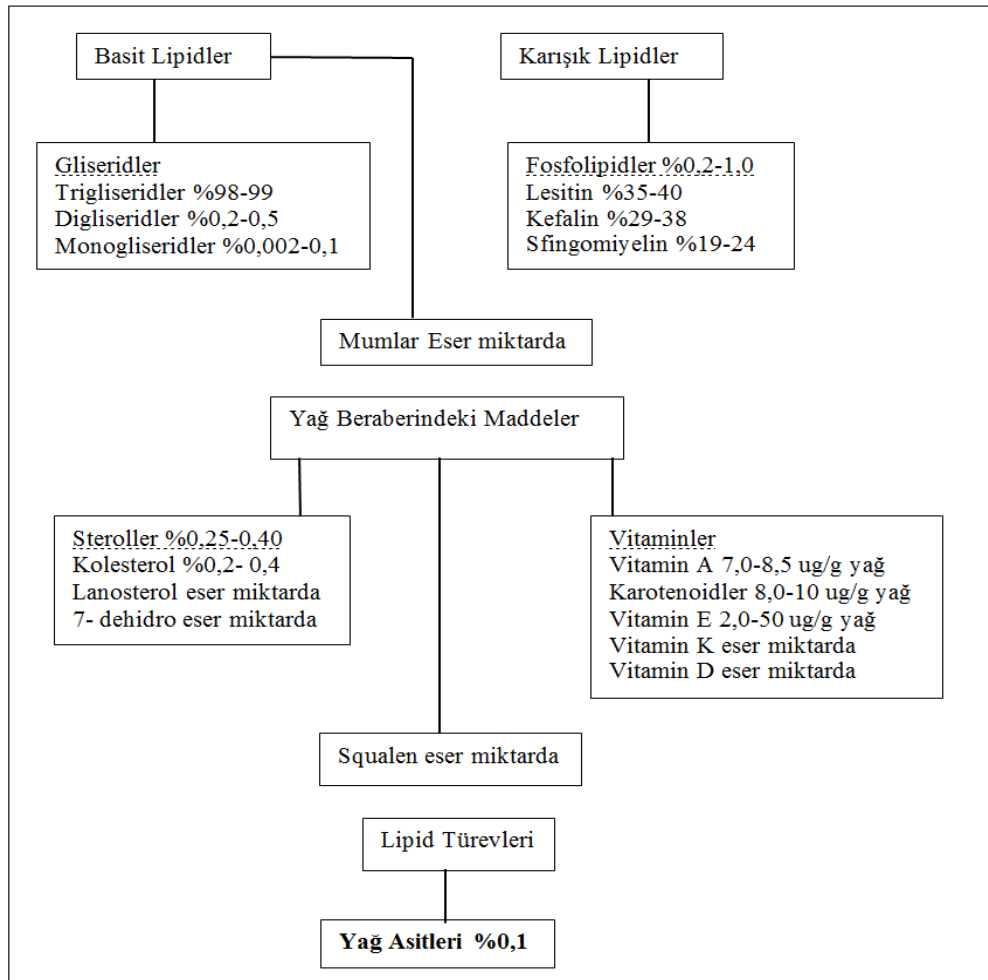 Basit Lipidler
Karışık Lipidler
Gliseridler
Trigliseridler %98-99
Digliseridler %0,2-0,5
Monogliseridler %0,002-0,1
Fosfolipidler %0,2-1,0
Lesitin %35-40
Kefalin %29-38
Sfingomiyelin %19-24
Mumlar Eser miktarda
Yağ Beraberindeki Maddeler
Steroller %0,25-0,40
Kolesterol %0,2- 0,4
Lanosterol eser miktarda
7- dehidro eser miktarda
Vitaminler
Vitamin A 7,0-8,5 ug/g yağ
Karotenoidler 8,0-10 ug/g yağ
Vitamin E 2,0-50 ug/g yağ
Vitamin K eser miktarda
Vitamin D eser miktarda
Squalen eser miktarda
Lipid Türevleri
Yağ Asitleri %0,1